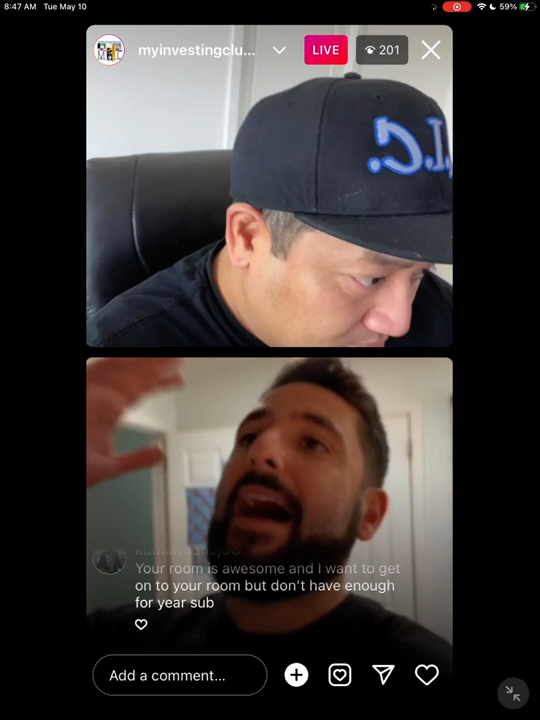 8:47 AM Tue May 10
59%
myinvestingclu...
LIVE
201
.C.
Your room is awesome and I want to get
on to your room but don't have enough
for year sub
Add a comment...